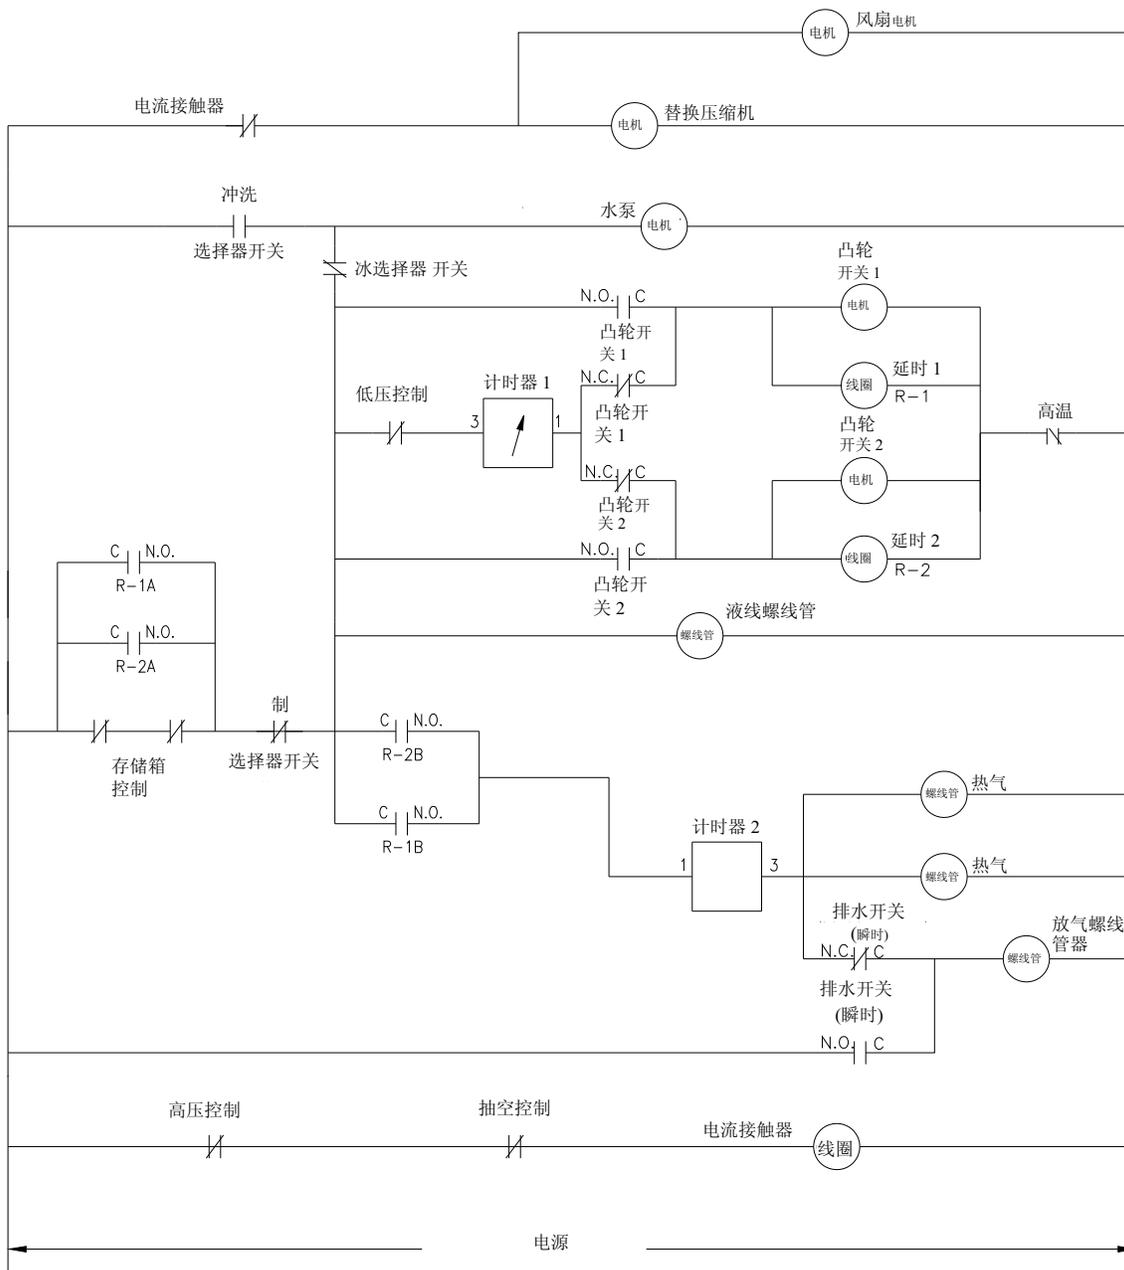 风扇电机
电机
电流接触器
替换压缩机
电机
冲洗
选择器开关
水泵
电机
冰选择器 开关
凸轮
开关 1
电机
N.O. C
凸轮开
关 1
延时 1
线圈
R-1
计时器 1
低压控制
3
1
N.C. C
凸轮开
关 1
凸轮
开关 2
电机
高温
N.C. C
凸轮开
关 2
N.O. C
凸轮开
关 2
延时 2
线圈
R-2
C N.O.
R-1A
C N.O.
R-2A
液线螺线管
螺线管
存储箱
控制
制
选择器开关
C N.O.
R-2B
C N.O.
R-1B
计时器 2
1
3
热气
螺线管
热气
螺线管
排水开关
(瞬时)
N.C. C
放气螺线
管器
螺线管
排水开关
(瞬时)
N.O. C
高压控制
抽空控制
电流接触器
线圈
电源